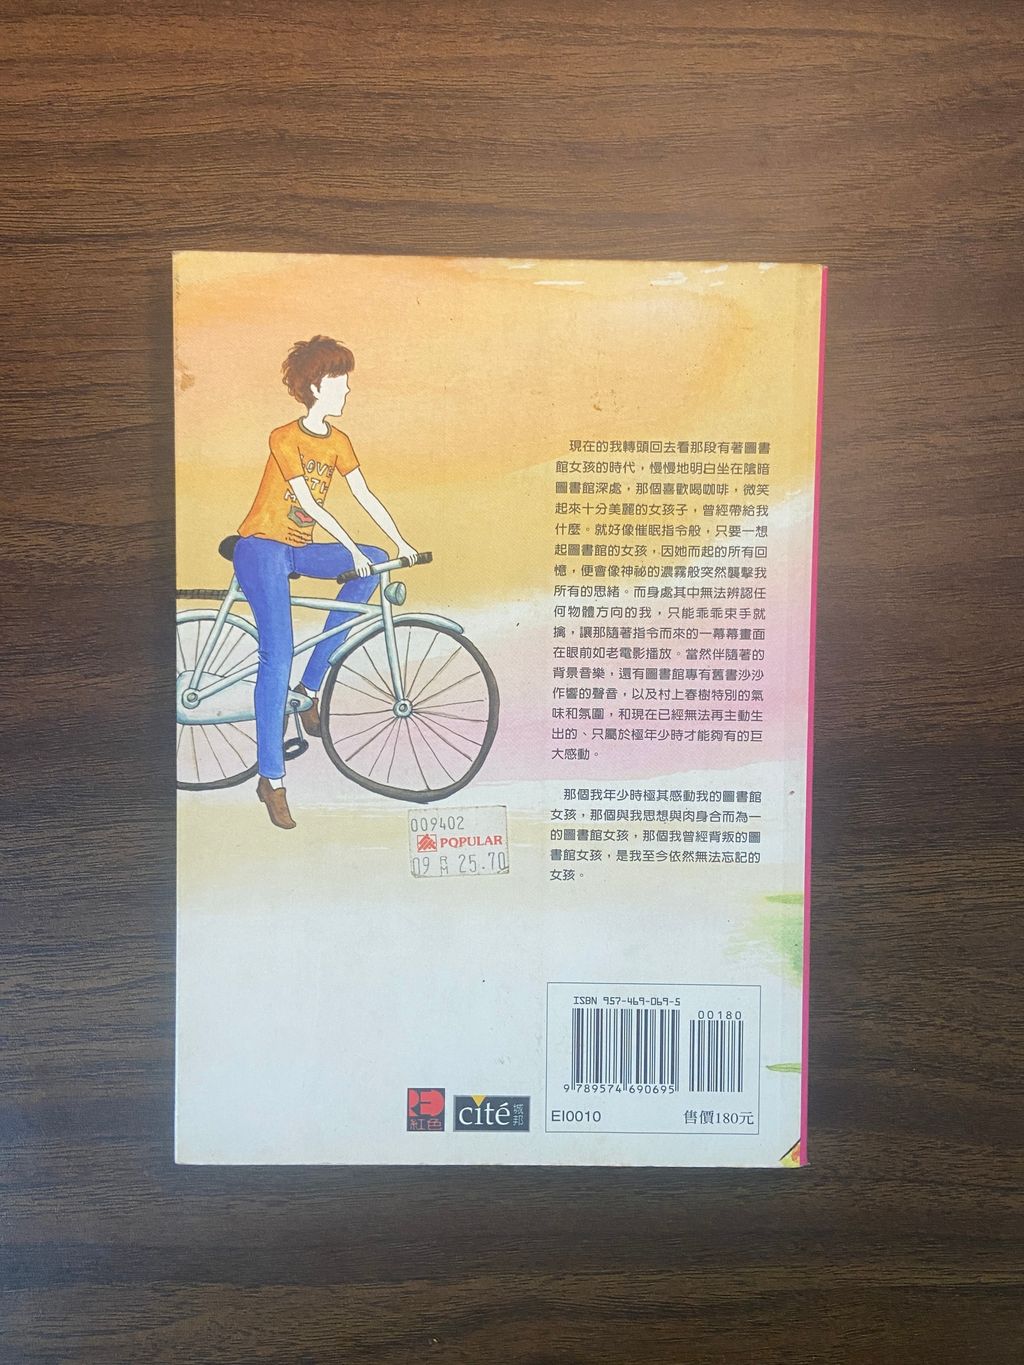 LOVE
現在的我轉頭回去看那段有著圖書
館女孩的時代，慢慢地明白坐在陰暗
圖書館深處，那個喜歡喝咖啡，微笑
起來十分美麗的女孩子，曾經帶給我
什麼。就好像催眠指令般，只要一想
起圖書館的女孩，因她而起的所有回
憶，便會像神祕的濃霧般突然襲擊我
所有的思緒。而身處其中無法辨認任
何物體方向的我，只能乖乖束手就
擒，讓那隨著指令而來的一幕幕畫面
在眼前如老電影播放。當然伴隨著的
背景音樂，還有圖書館專有舊書沙沙
作響的聲音，以及村上春樹特別的氣
味和氛圍，和現在已經無法再主動生
出的、只屬於極年少時才能夠有的巨
大感動。
那個我年少時極其感動我的圖書館
女孩，那個與我思想與肉身合而為一
的圖書館女孩，那個我曾經背叛的圖
書館女孩，是我至今依然無法忘記的
女孩。
009402
POPULAR
09 RM 25.70
ISBN 957-469-069-5
00180
9 789574 690695
EI0010 售價180元
RED 紅色
cité 城邦